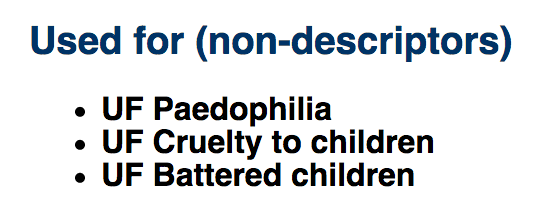 Used for (non-descriptors)
• UF Paedophilia
• UF Cruelty to children
• UF Battered children